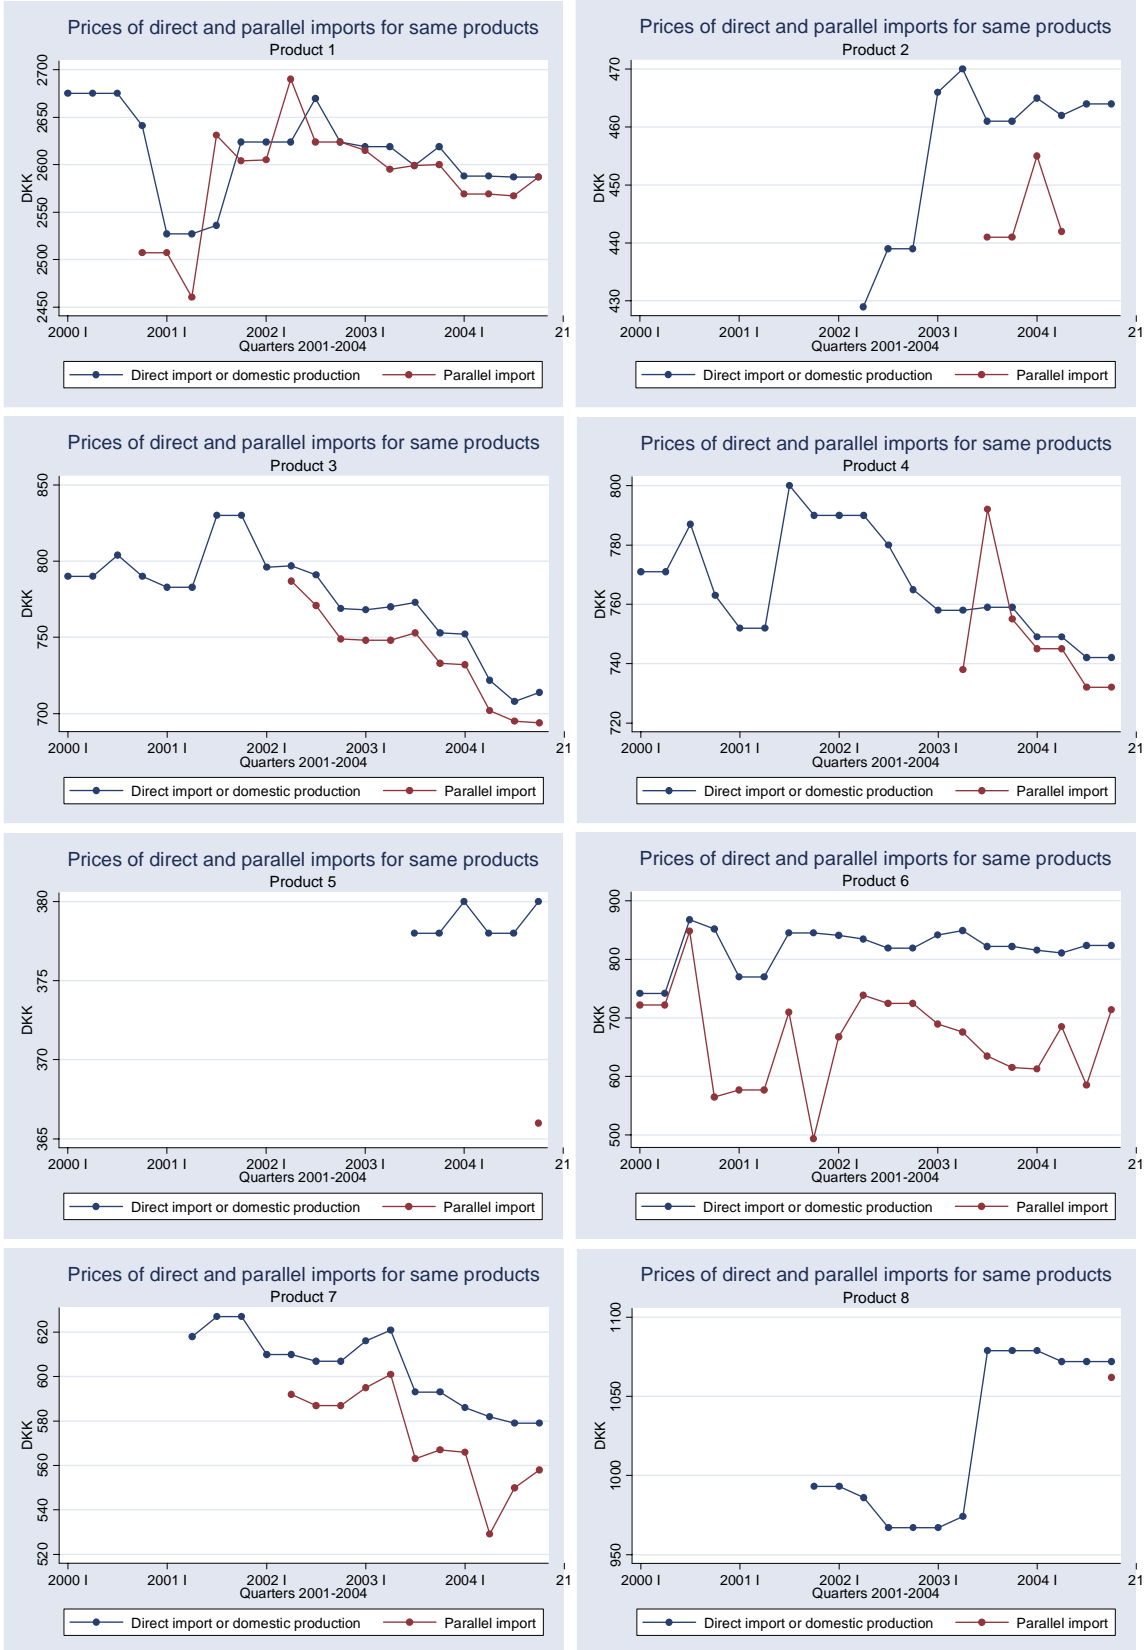 Prices of direct and parallel imports for same products
Product 1
2700
2650
2600
2550
2500
2450
DKK
2000 I 2001 I 2002 I 2003 I 2004 I 21
Quarters 2001-2004
Direct import or domestic production Parallel import
Prices of direct and parallel imports for same products
Product 2
470
460
450
440
430
DKK
2000 I 2001 I 2002 I 2003 I 2004 I 21
Quarters 2001-2004
Direct import or domestic production Parallel import
Prices of direct and parallel imports for same products
Product 3
850
800
750
700
DKK
2000 I 2001 I 2002 I 2003 I 2004 I 21
Quarters 2001-2004
Direct import or domestic production Parallel import
Prices of direct and parallel imports for same products
Product 4
800
780
760
740
720
DKK
2000 I 2001 I 2002 I 2003 I 2004 I 21
Quarters 2001-2004
Direct import or domestic production Parallel import
Prices of direct and parallel imports for same products
Product 5
380
375
370
365
DKK
2000 I 2001 I 2002 I 2003 I 2004 I 21
Quarters 2001-2004
Direct import or domestic production Parallel import
Prices of direct and parallel imports for same products
Product 6
900
800
700
600
500
DKK
2000 I 2001 I 2002 I 2003 I 2004 I 21
Quarters 2001-2004
Direct import or domestic production Parallel import
Prices of direct and parallel imports for same products
Product 7
620
600
580
560
540
520
DKK
2000 I 2001 I 2002 I 2003 I 2004 I 21
Quarters 2001-2004
Direct import or domestic production Parallel import
Prices of direct and parallel imports for same products
Product 8
1100
1050
1000
950
DKK
2000 I 2001 I 2002 I 2003 I 2004 I 21
Quarters 2001-2004
Direct import or domestic production Parallel import